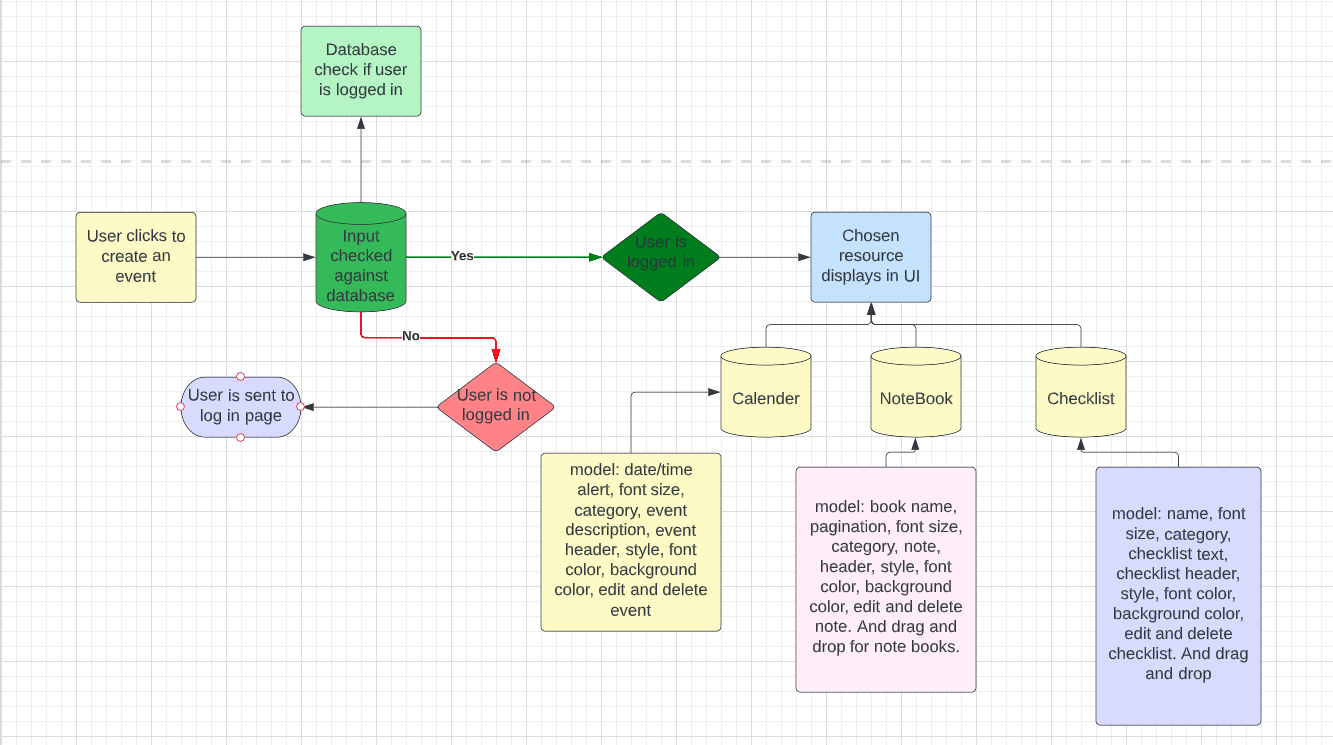 Database
check if user
is logged in
User clicks to
create an
event
Input
checked
against
database
Yes
User is
logged in
Chosen
resource
displays in UI
No
User is not
logged in
User is sent to
log in page
Calender
NoteBook
Checklist
model: date/time
alert, font size,
category, event
description, event
header, style, font
color, background
color, edit and delete
event
model: book name,
pagination, font size,
category, note,
header, style, font
color, background
color, edit and delete
note. And drag and
drop for note books.
model: name, font
size, category,
checklist text,
checklist header,
style, font color,
background color,
edit and delete
checklist. And drag
and drop